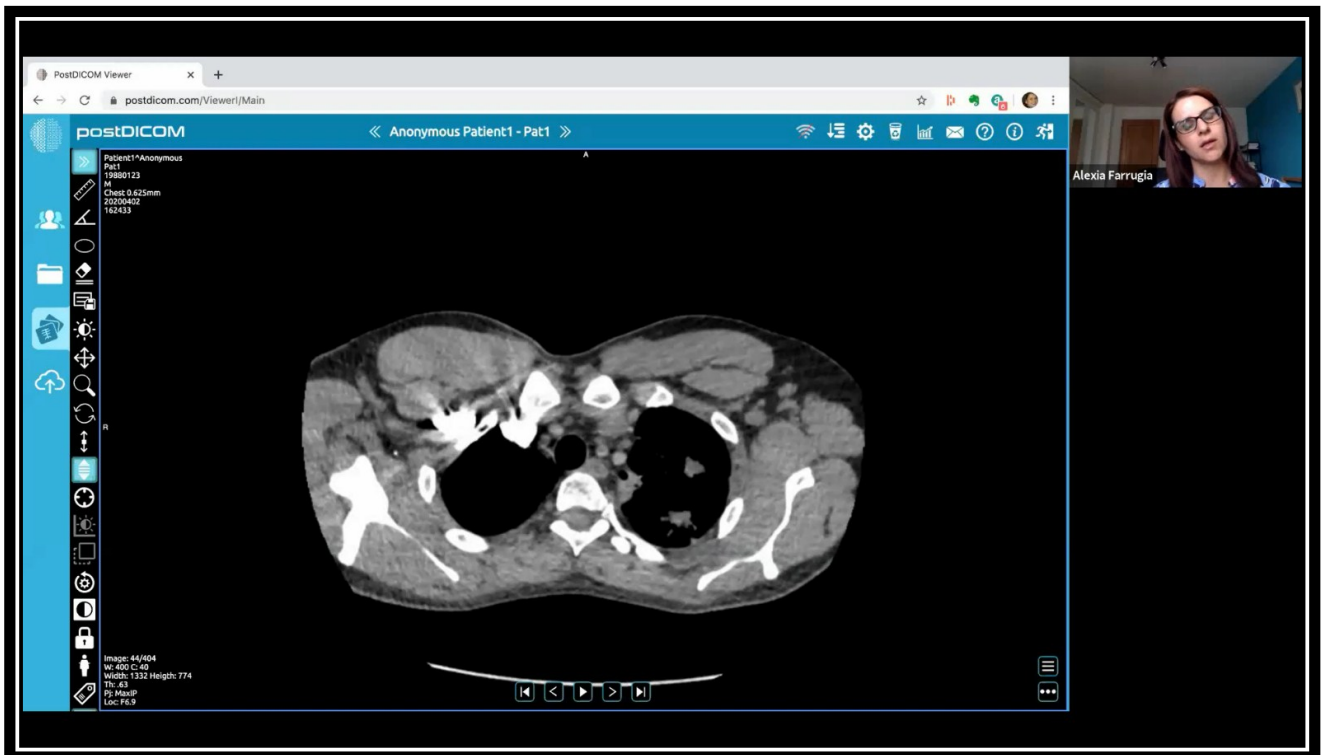 PostDICOM Viewer
postdicom.com/Viewerl/Main
postDICOM
Anonymous Patient1 - Pat1
Patient1^Anonymous
Pat1
19880123
M
Chest 0.625mm
20200402
162433
A
R
Alexia Farrugia
Image: 44/404
W: 400 C: 40
Width: 1332 Heigth: 774
Th: .63
Pj: MaxIP
Loc: F6.9